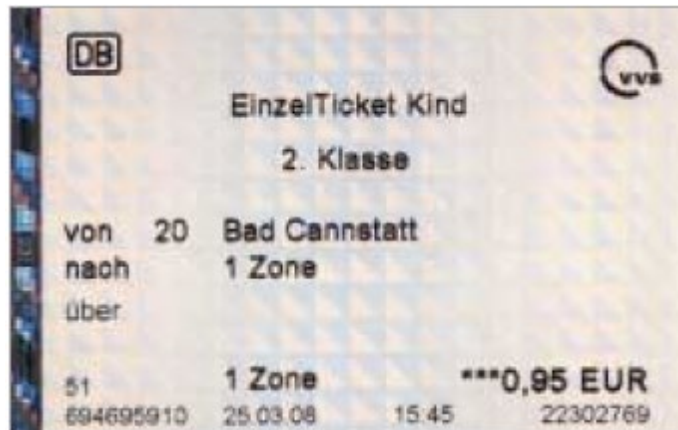 DB
vvs
EinzelTicket Kind
2. Klasse
von 20 Bad Cannstatt
nach 1 Zone
über
51 1 Zone ***0,95 EUR
694695910 25.03.08 15:45 22302769